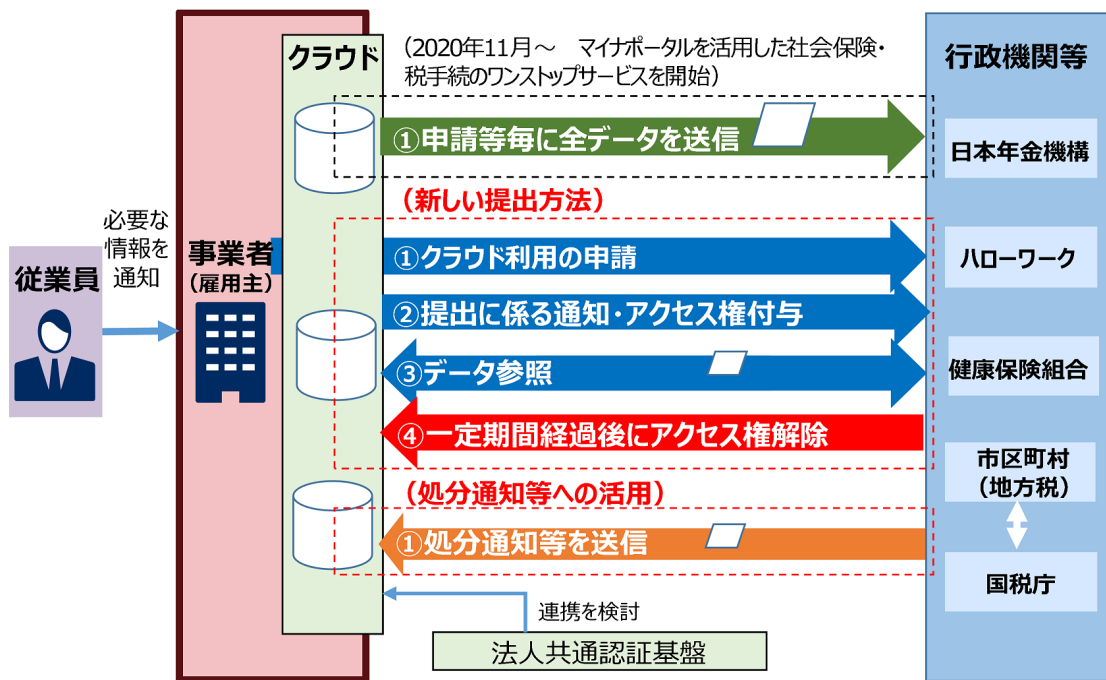 クラウド
(2020年11月～　マイナポータルを活用した社会保険・
税手続のワンストップサービスを開始)
行政機関等
①申請等毎に全データを送信
日本年金機構
(新しい提出方法)
必要な
情報を
通知
従業員
事業者
(雇用主)
①クラウド利用の申請
ハローワーク
②提出に係る通知・アクセス権付与
③データ参照
健康保険組合
④一定期間経過後にアクセス権解除
市区町村
(地方税)
(処分通知等への活用)
①処分通知等を送信
国税庁
連携を検討
法人共通認証基盤